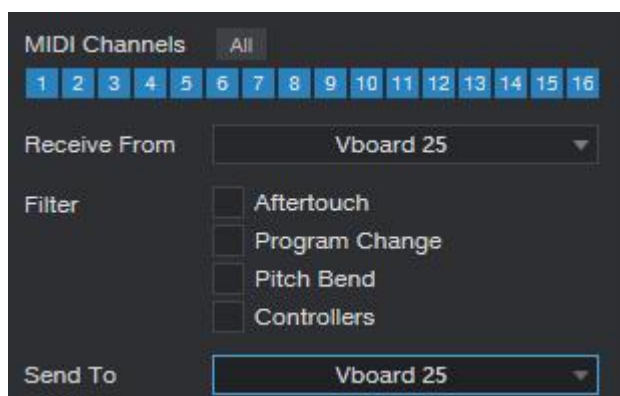 MIDI Channels All
1 2 3 4 5 6 7 8 9 10 11 12 13 14 15 16
Receive From Vboard 25
Filter Aftertouch
Program Change
Pitch Bend
Controllers
Send To Vboard 25